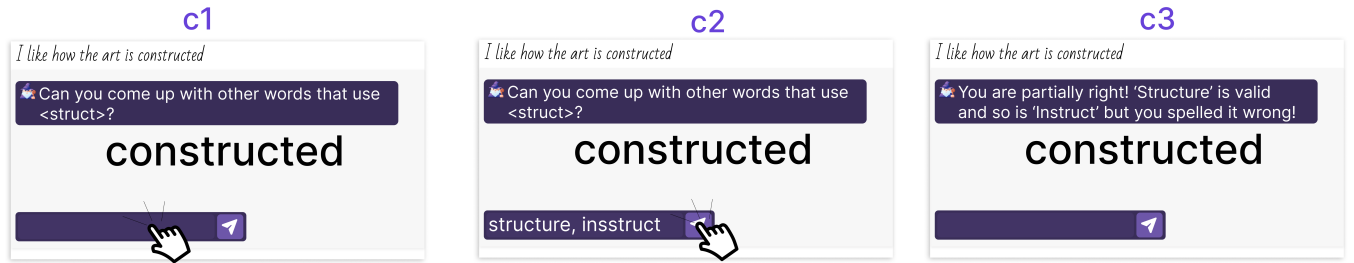 c1
I like how the art is constructed
Can you come up with other words that use
<struct>?
constructed
c2
I like how the art is constructed
Can you come up with other words that use
<struct>?
constructed
structure, insstruct
c3
I like how the art is constructed
You are partially right! ‘Structure’ is valid
and so is ‘Instruct’ but you spelled it wrong!
constructed